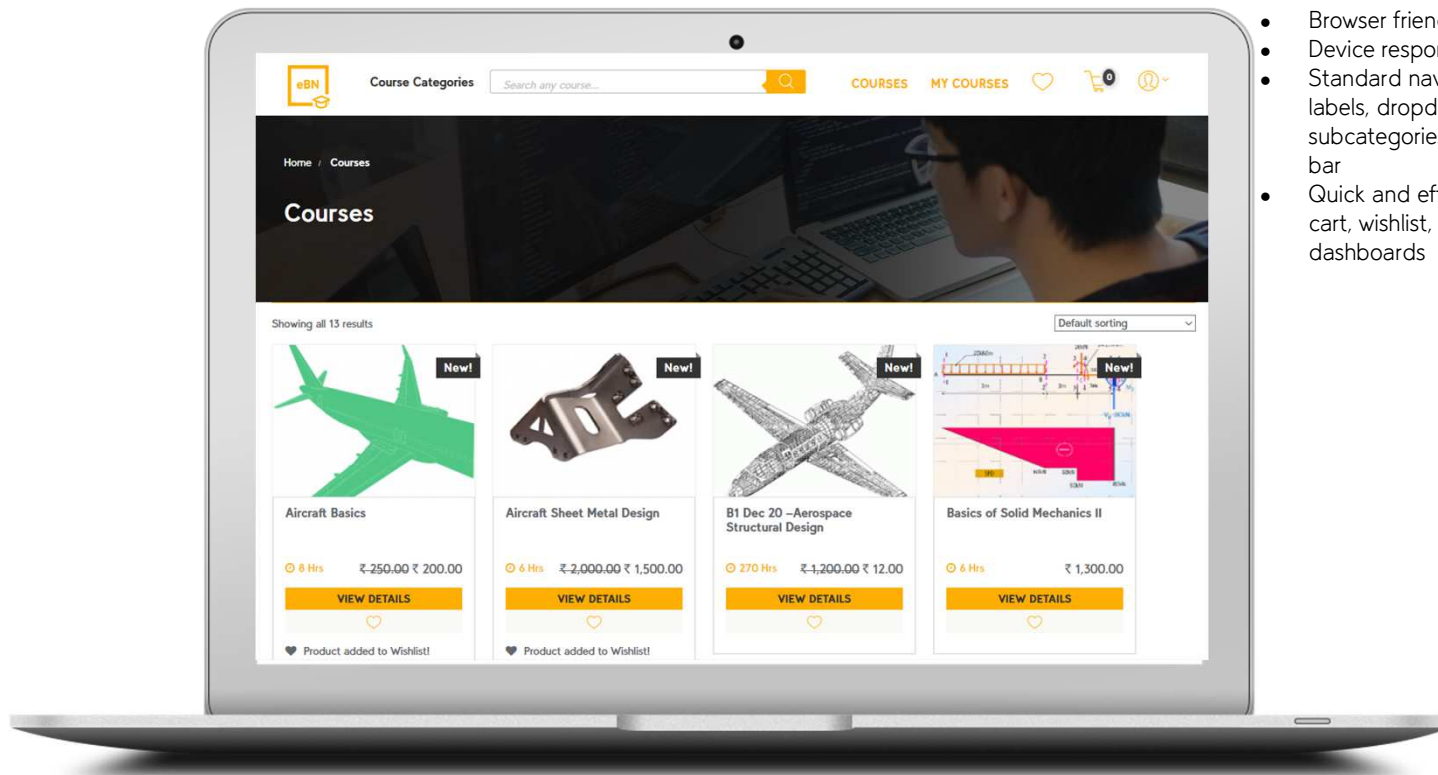 eBN
Course Categories
Search any course...
COURSES
MY COURSES
0
Home / Courses
Courses
Showing all 13 results
Default sorting
New!
New!
New!
New!
A
2m
2m
SFD
Aircraft Basics
8 Hrs ₹ 250.00 ₹ 200.00
VIEW DETAILS
Product added to Wishlist!
Aircraft Sheet Metal Design
6 Hrs ₹ 2,000.00 ₹ 1,500.00
VIEW DETAILS
Product added to Wishlist!
B1 Dec 20 –Aerospace
Structural Design
270 Hrs ₹ 1,200.00 ₹ 12.00
VIEW DETAILS
Basics of Solid Mechanics II
6 Hrs ₹ 1,300.00
VIEW DETAILS
• Browser frien
• Device respon
• Standard nav
labels, dropd
subcategorie
bar
• Quick and ef
cart, wishlist,
dashboards